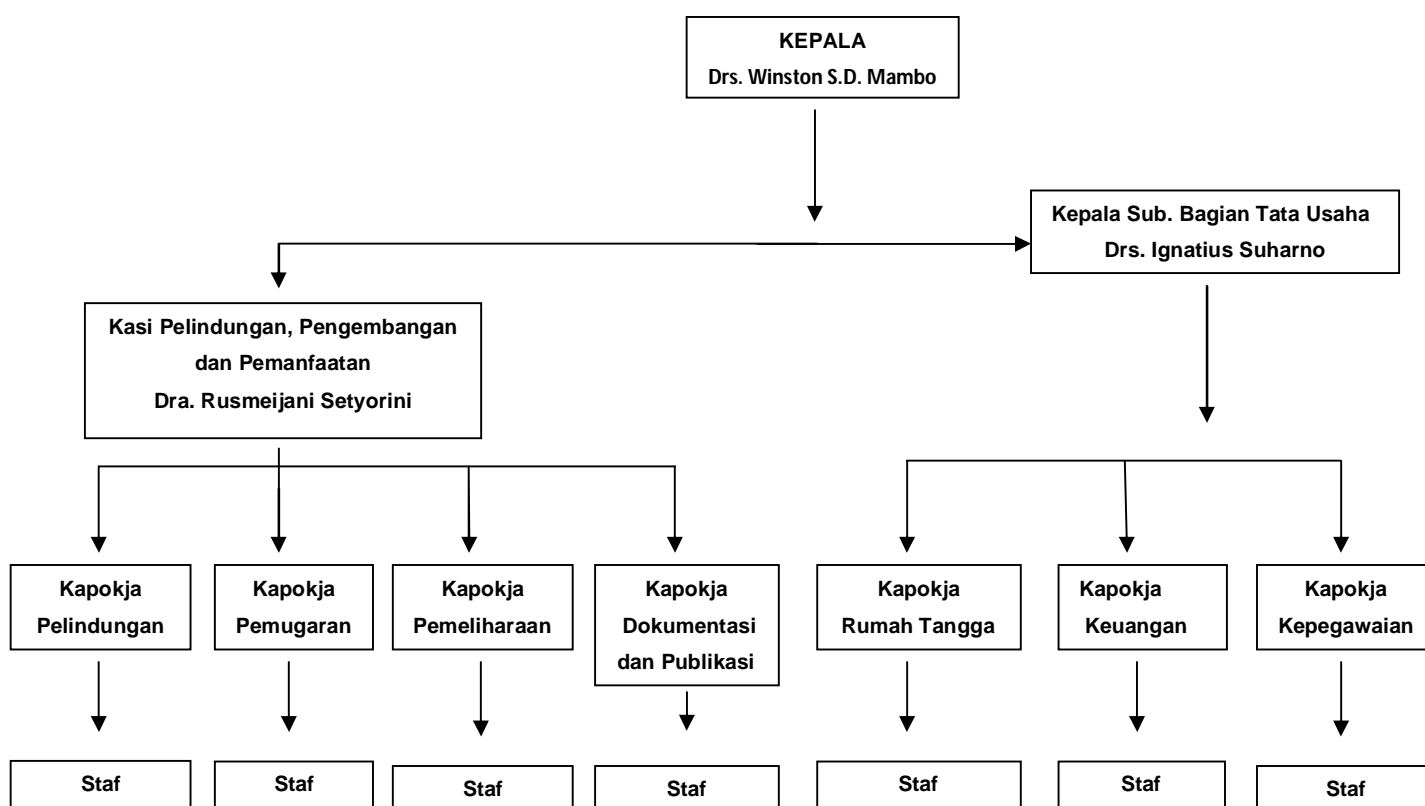 KEPALA
Drs. Winston S.D. Mambo
Kepala Sub. Bagian Tata Usaha
Drs. Ignatius Suharno
Kasi Pelindungan, Pengembangan
dan Pemanfaatan
Dra. Rusmeijani Setyorini
Kapokja
Pelindungan
Kapokja
Pemugaran
Kapokja
Pemeliharaan
Kapokja
Dokumentasi
dan Publikasi
Kapokja
Rumah Tangga
Kapokja
Keuangan
Kapokja
Kepegawaian
Staf
Staf
Staf
Staf
Staf
Staf
Staf